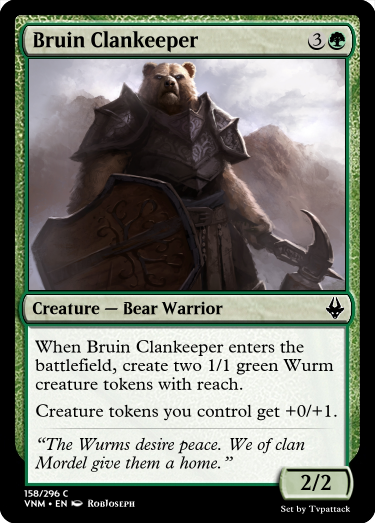 Bruin Clankeeper 3
Creature — Bear Warrior
When Bruin Clankeeper enters the
battlefield, create two 1/1 green Wurm
creature tokens with reach.
Creature tokens you control get +0/+1.
“The Wurms desire peace. We of clan
Mordel give them a home.”
2/2
158/296 C
VNM • EN RobJoseph
Set by Tvpattack